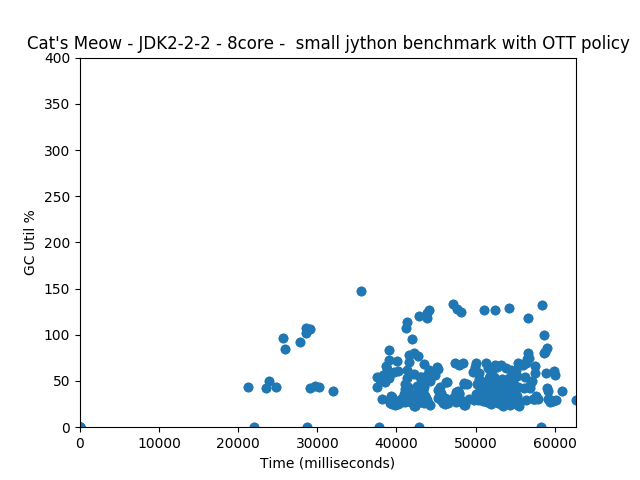 Cat's Meow - JDK2-2-2 - 8core -  small jython benchmark with OTT policy
400
350
300
250
200
150
100
50
0
GC Util %
0 10000 20000 30000 40000 50000 60000
Time (milliseconds)